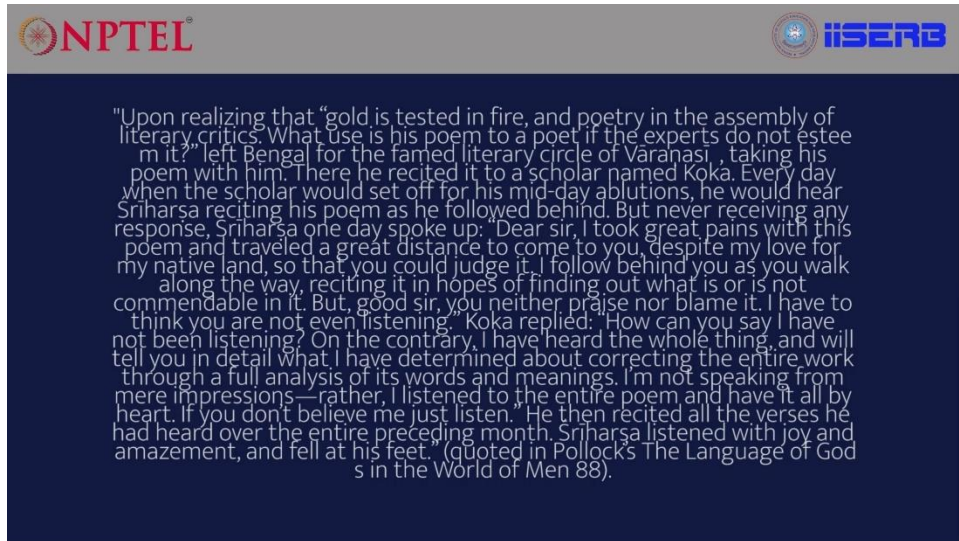 NPTEL
IISERB
"Upon realizing that “gold is tested in fire, and poetry in the assembly of
literary critics. What use is his poem to a poet if the experts do not estee
m it?” left Bengal for the famed literary circle of Vārāṇasī , taking his
poem with him. There he recited it to a scholar named Koka. Every day
when the scholar would set off for his mid-day ablutions, he would hear
Śrīharṣa reciting his poem as he followed behind. But never receiving any
response, Śrīharṣa one day spoke up: “Dear sir, I took great pains with this
poem and traveled a great distance to come to you, despite my love for
my native land, so that you could judge it. I follow behind you as you walk
along the way, reciting it in hopes of finding out what is or is not
commendable in it. But, good sir, you neither praise nor blame it. I have to
think you are not even listening.” Koka replied: “How can you say I have
not been listening? On the contrary, I have heard the whole thing, and will
tell you in detail what I have determined about correcting the entire work
through a full analysis of its words and meanings. I’m not speaking from
mere impressions—rather, I listened to the entire poem and have it all by
heart. If you don’t believe me just listen.” He then recited all the verses he
had heard over the entire preceding month. Śrīharṣa listened with joy and
amazement, and fell at his feet.” (quoted in Pollock’s The Language of God
s in the World of Men 88).